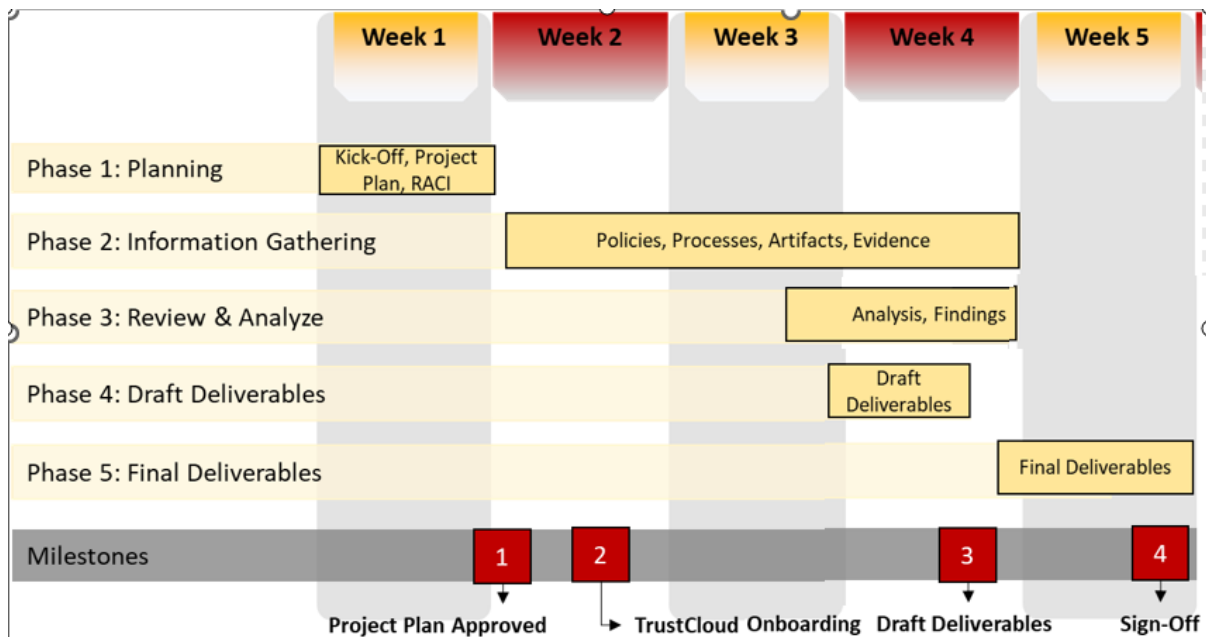 Week 1
Week 2
Week 3
Week 4
Week 5
Phase 1: Planning
Kick-Off, Project
Plan, RACI
Phase 2: Information Gathering
Policies, Processes, Artifacts, Evidence
Phase 3: Review & Analyze
Analysis, Findings
Phase 4: Draft Deliverables
Draft
Deliverables
Phase 5: Final Deliverables
Final Deliverables
Milestones
1
2
3
4
Project Plan Approved
TrustCloud Onboarding
Draft Deliverables
Sign-Off